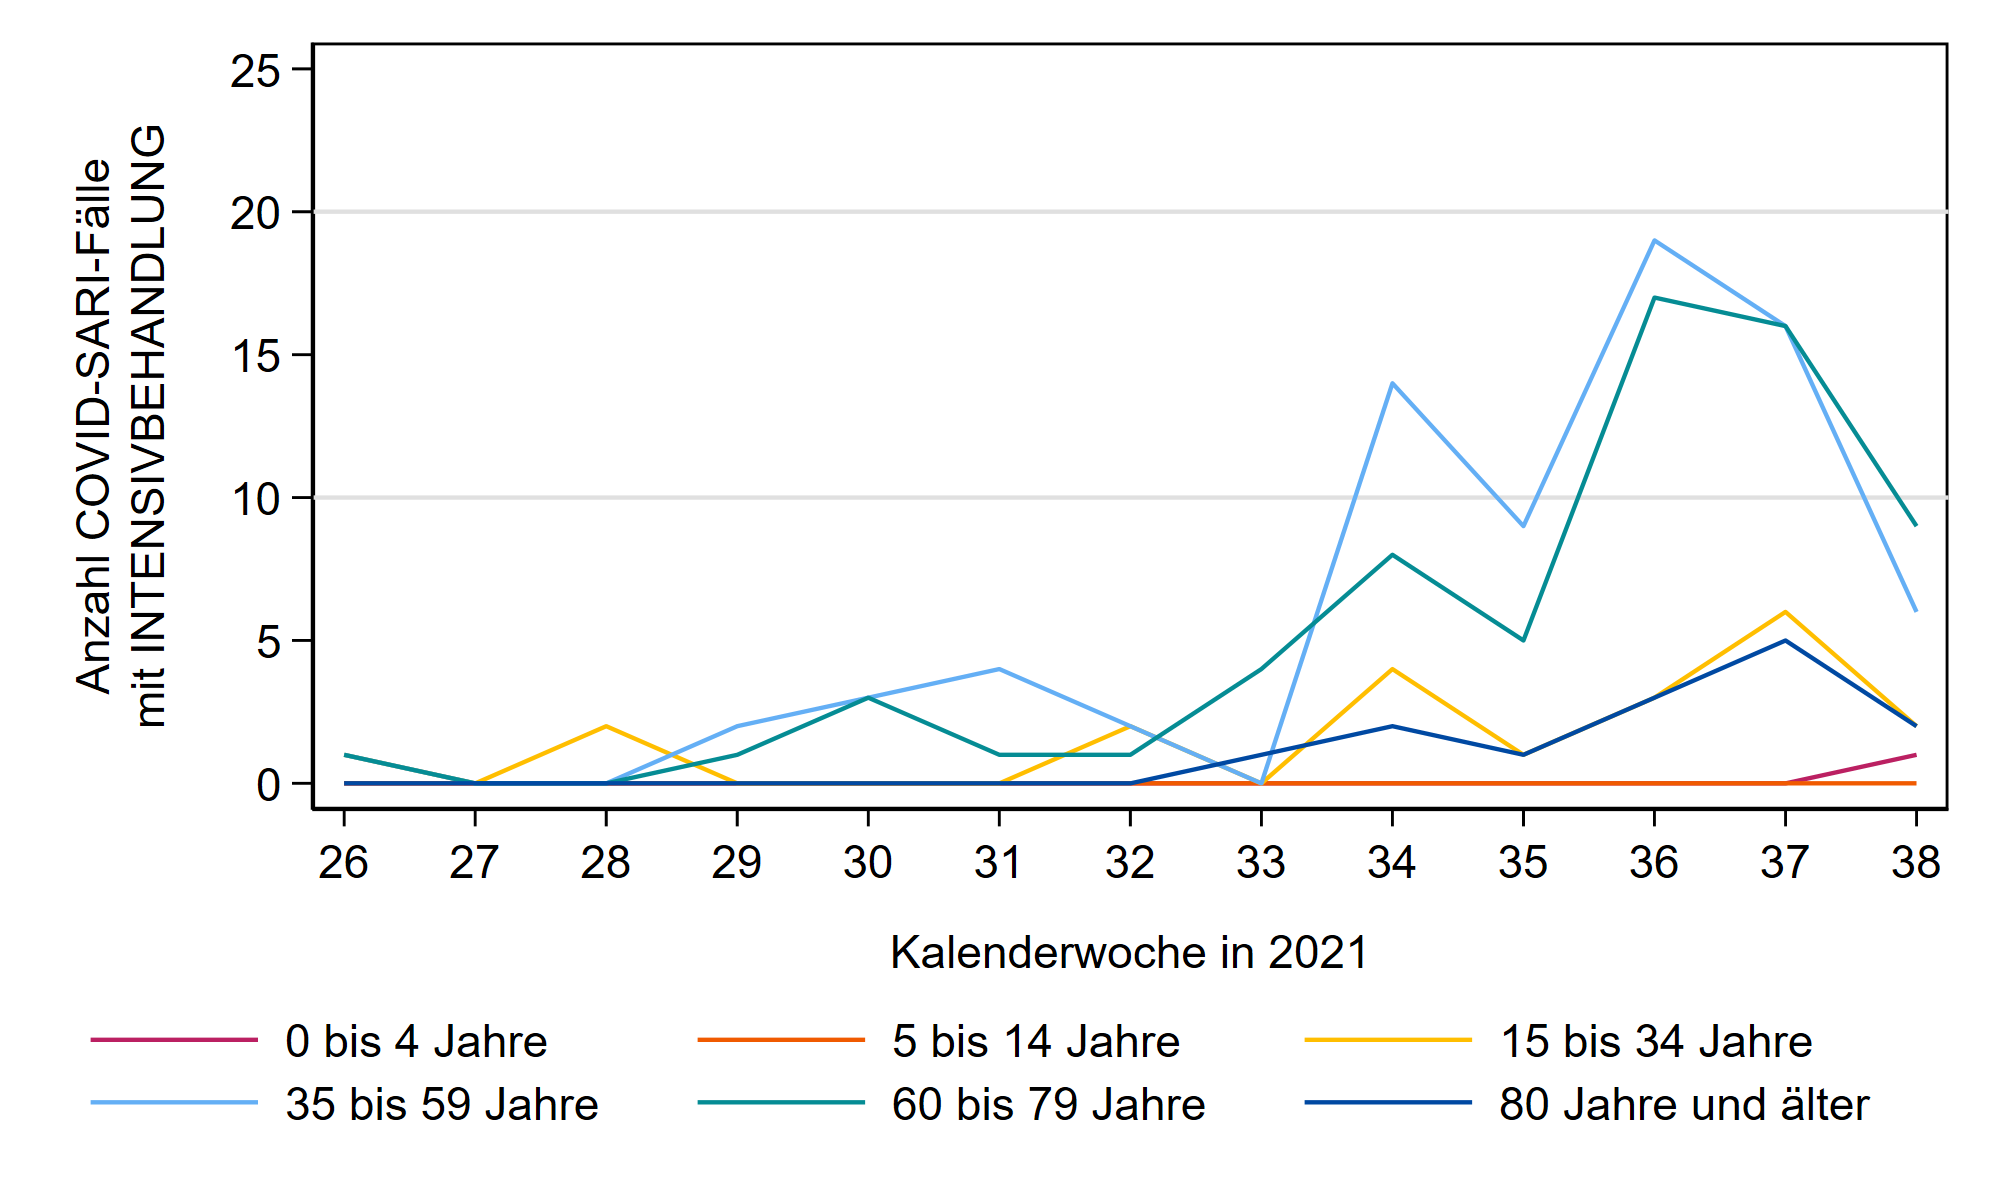 Anzahl COVID-SARI-Fälle
mit INTENSIVBEHANDLUNG
25
20
15
10
5
0
26 27 28 29 30 31 32 33 34 35 36 37 38
Kalenderwoche in 2021
0 bis 4 Jahre 5 bis 14 Jahre 15 bis 34 Jahre
35 bis 59 Jahre 60 bis 79 Jahre 80 Jahre und älter